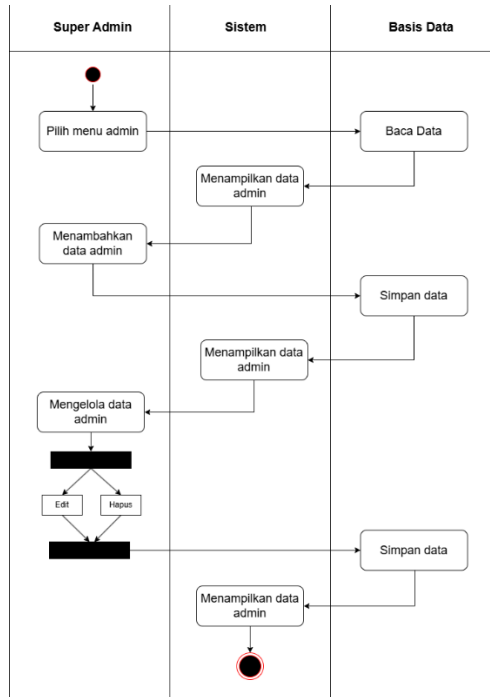 Super Admin
Sistem
Basis Data
Pilih menu admin
Baca Data
Menampilkan data
admin
Menambahkan
data admin
Simpan data
Menampilkan data
admin
Mengelola data
admin
Edit
Hapus
Simpan data
Menampilkan data
admin